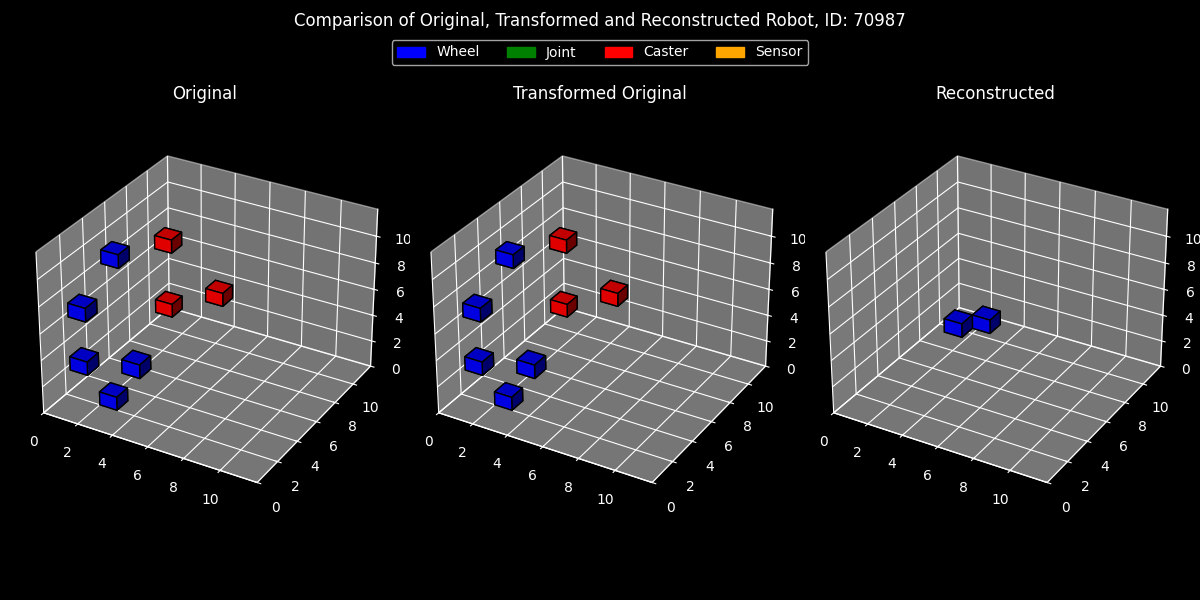 Comparison of Original, Transformed and Reconstructed Robot, ID: 70987
Wheel Joint Caster Sensor
Original Transformed Original Reconstructed
10 10 10
8 8 8
6 6 6
4 4 4
2 2 2
0 0 0
10 10 10
8 8 8
6 6 6
4 4 4
2 2 2
0 0 0
0 2 4 6 8 10 0 2 4 6 8 10 0 2 4 6 8 10